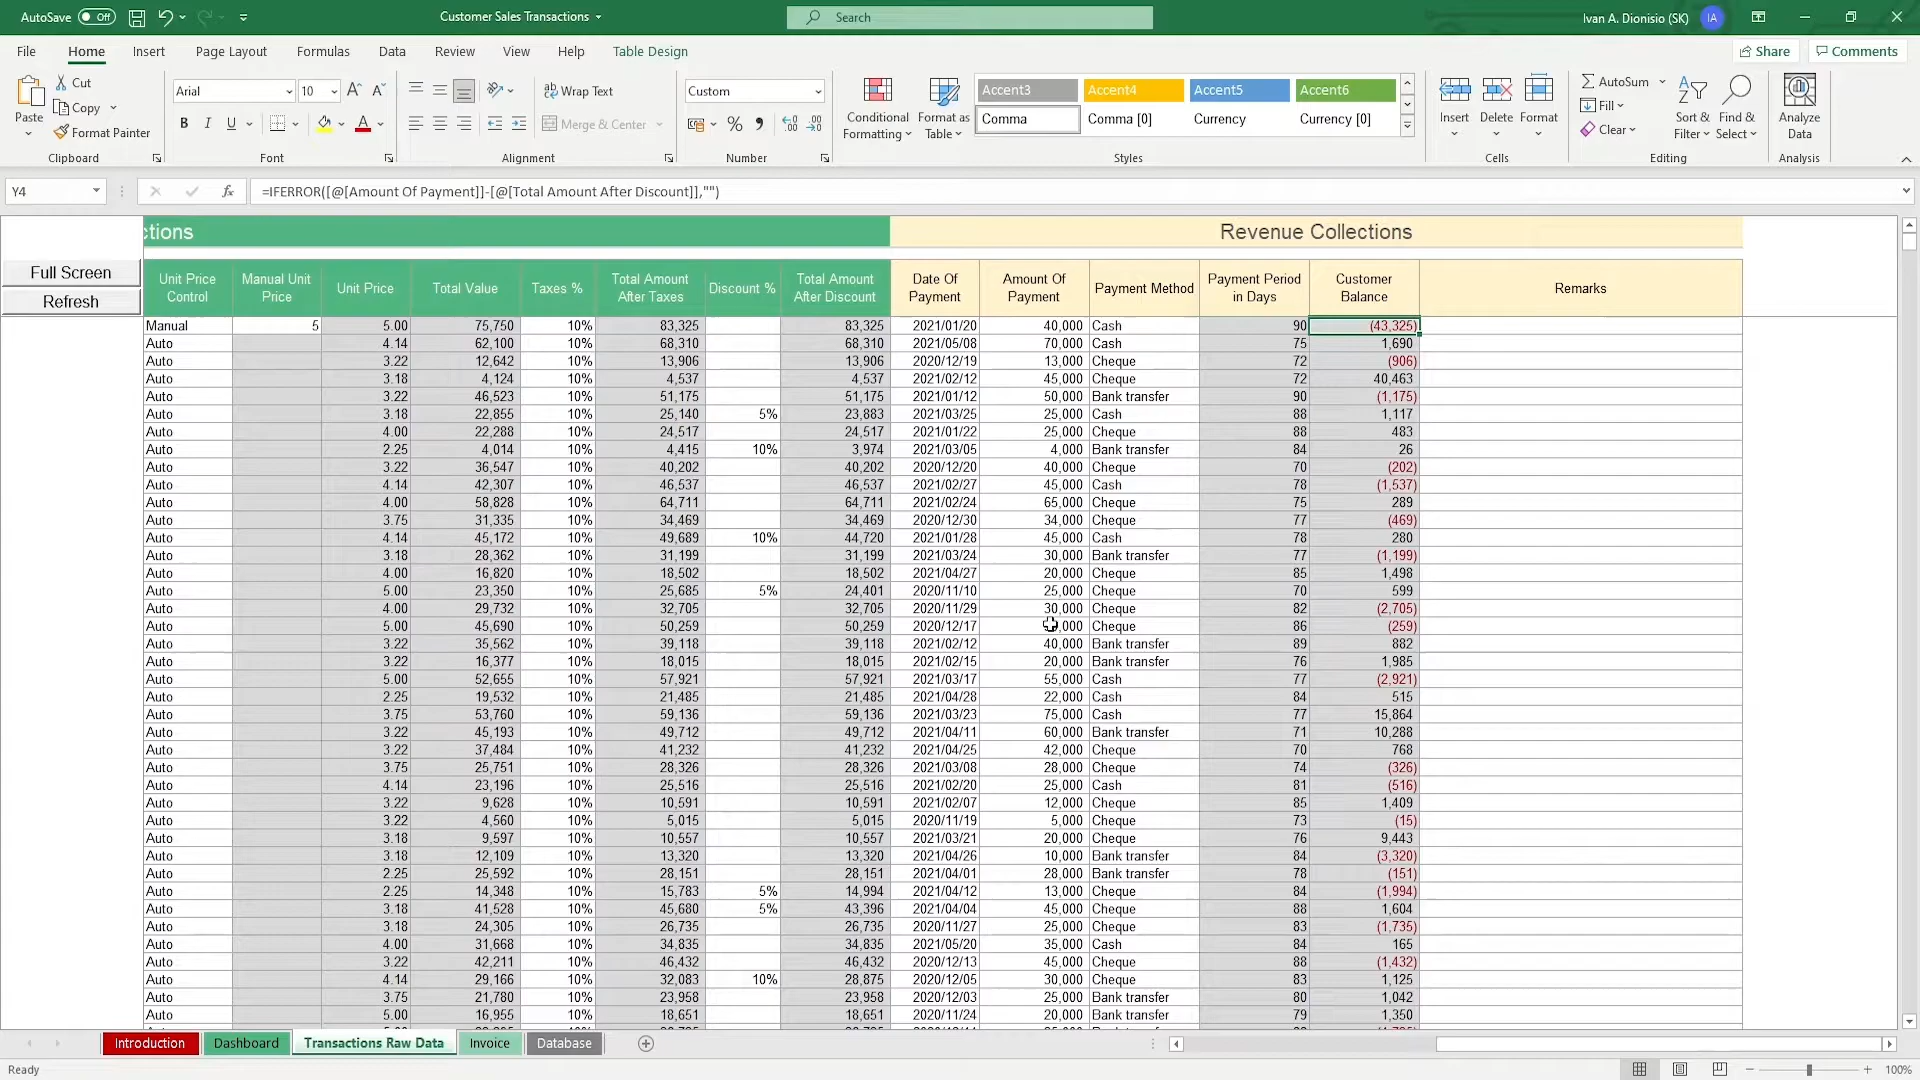 AutoSave Off Customer Sales Transactions Search Ivan A. Dionisio (SK) IA
File Home Insert Page Layout Formulas Data Review View Help Table Design Share Comments
Paste Cut Copy Format Painter Clipboard
Arial 10 B I U A Font
Wrap Text Merge & Center Alignment
Custom % Number
Conditional Formatting Format as Table
Accent3 Accent4 Accent5 Accent6
Comma Comma [0] Currency Currency [0]
Styles
Insert Delete Format Cells
AutoSum Fill Clear Sort & Filter Find & Select Editing
Analyze Data Analysis
Y4 fx =IFERROR([@[Amount Of Payment]]-[@[Total Amount After Discount]],"")
ctions Revenue Collections
Full Screen
Refresh
Unit Price Control Manual Unit Price Unit Price Total Value Taxes % Total Amount After Taxes Discount % Total Amount After Discount Date Of Payment Amount Of Payment Payment Method Payment Period in Days Customer Balance Remarks
Manual 5 5.00 75,750 10% 83,325 83,325 2021/01/20 40,000 Cash 90 (43,325)
Auto 4.14 62,100 10% 68,310 68,310 2021/05/08 70,000 Cash 75 1,690
Auto 3.22 12,642 10% 13,906 13,906 2020/12/19 13,000 Cheque 72 (906)
Auto 3.18 4,124 10% 4,537 4,537 2021/02/12 45,000 Cheque 72 40,463
Auto 3.22 46,523 10% 51,175 51,175 2021/01/12 50,000 Bank transfer 90 (1,175)
Auto 3.18 22,855 10% 25,140 5% 23,883 2021/03/25 25,000 Cash 88 1,117
Auto 4.00 22,288 10% 24,517 24,517 2021/01/22 25,000 Cheque 88 483
Auto 2.25 4,014 10% 4,415 10% 3,974 2021/03/05 4,000 Bank transfer 84 26
Auto 3.22 36,547 10% 40,202 40,202 2020/12/20 40,000 Cheque 70 (202)
Auto 4.14 42,307 10% 46,537 46,537 2021/02/27 45,000 Cash 78 (1,537)
Auto 4.00 58,828 10% 64,711 64,711 2021/02/24 65,000 Cheque 75 289
Auto 3.75 31,335 10% 34,469 34,469 2020/12/30 34,000 Cheque 77 (469)
Auto 4.14 45,172 10% 49,689 10% 44,720 2021/01/28 45,000 Cash 78 280
Auto 3.18 28,362 10% 31,199 31,199 2021/03/24 30,000 Bank transfer 77 (1,199)
Auto 4.00 16,820 10% 18,502 18,502 2021/04/27 20,000 Cheque 85 1,498
Auto 5.00 23,350 10% 25,685 5% 24,401 2020/11/10 25,000 Cheque 70 599
Auto 4.00 29,732 10% 32,705 32,705 2020/11/29 30,000 Cheque 82 (2,705)
Auto 5.00 45,690 10% 50,259 50,259 2020/12/17 ,000 Cheque 86 (259)
Auto 3.22 35,562 10% 39,118 39,118 2021/02/12 40,000 Bank transfer 89 882
Auto 3.22 16,377 10% 18,015 18,015 2021/02/15 20,000 Bank transfer 76 1,985
Auto 5.00 52,655 10% 57,921 57,921 2021/03/17 55,000 Cash 77 (2,921)
Auto 2.25 19,532 10% 21,485 21,485 2021/04/28 22,000 Cash 84 515
Auto 3.75 53,760 10% 59,136 59,136 2021/03/23 75,000 Cash 77 15,864
Auto 3.22 45,193 10% 49,712 49,712 2021/04/11 60,000 Bank transfer 71 10,288
Auto 3.22 37,484 10% 41,232 41,232 2021/04/25 42,000 Cheque 70 768
Auto 3.75 25,751 10% 28,326 28,326 2021/03/08 28,000 Cheque 74 (326)
Auto 4.14 23,196 10% 25,516 25,516 2021/02/20 25,000 Cash 81 (516)
Auto 3.22 9,628 10% 10,591 10,591 2021/02/07 12,000 Cheque 85 1,409
Auto 3.22 4,560 10% 5,015 5,015 2020/11/19 5,000 Cheque 73 (15)
Auto 3.18 9,597 10% 10,557 10,557 2021/03/21 20,000 Cheque 76 9,443
Auto 3.18 12,109 10% 13,320 13,320 2021/04/26 10,000 Bank transfer 84 (3,320)
Auto 2.25 25,592 10% 28,151 28,151 2021/04/01 28,000 Bank transfer 78 (151)
Auto 2.25 14,348 10% 15,783 5% 14,994 2021/04/12 13,000 Cheque 84 (1,994)
Auto 3.18 41,528 10% 45,680 5% 43,396 2021/04/04 45,000 Cheque 88 1,604
Auto 3.18 24,305 10% 26,735 26,735 2020/11/27 25,000 Cheque 83 (1,735)
Auto 4.00 31,668 10% 34,835 34,835 2021/05/20 35,000 Cash 84 165
Auto 3.22 42,211 10% 46,432 46,432 2020/12/13 45,000 Cheque 88 (1,432)
Auto 4.14 29,166 10% 32,083 10% 28,875 2020/12/05 30,000 Cheque 83 1,125
Auto 3.75 21,780 10% 23,958 23,958 2020/12/03 25,000 Bank transfer 80 1,042
Auto 5.00 16,955 10% 18,651 18,651 2020/11/24 20,000 Bank transfer 79 1,350
Introduction Dashboard Transactions Raw Data Invoice Database
Ready 100%